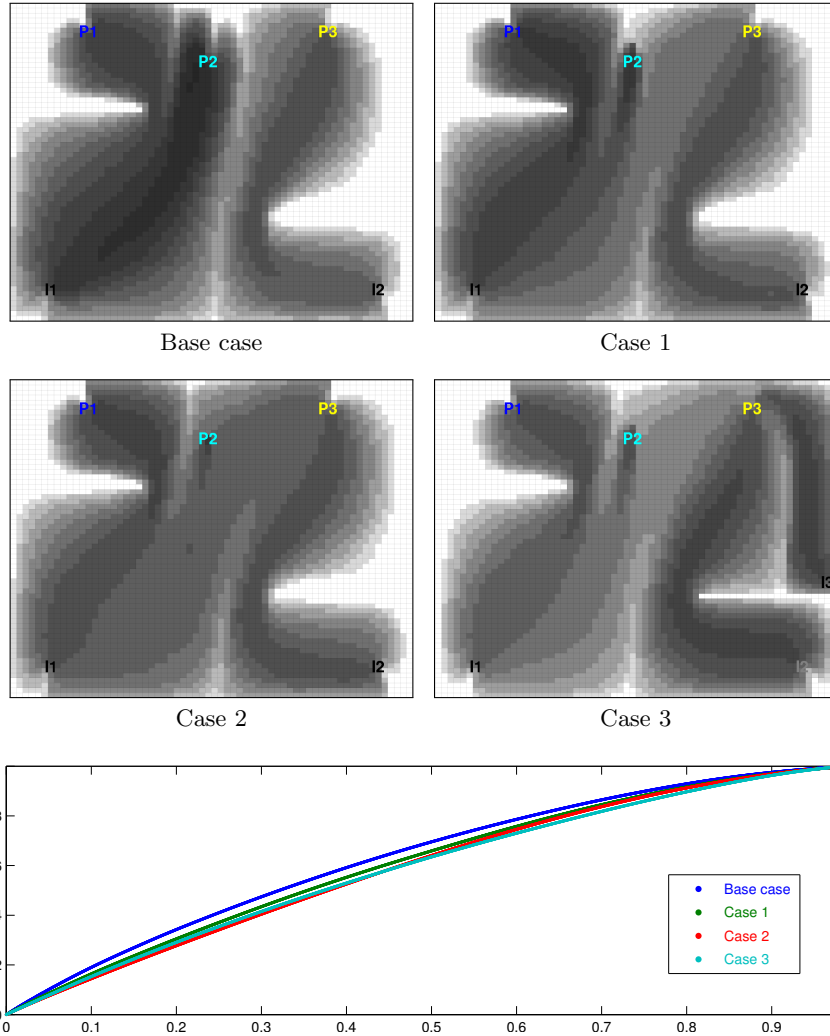 P1 P2 P3
I1 I2
Base case
P1 P2 P3
I1 I2
Case 1
P1 P2 P3
I1 I2
Case 2
P1 P2 P3
I3
I1 I2
Case 3
Base case
Case 1
Case 2
Case 3
0 0.1 0.2 0.3 0.4 0.5 0.6 0.7 0.8 0.9